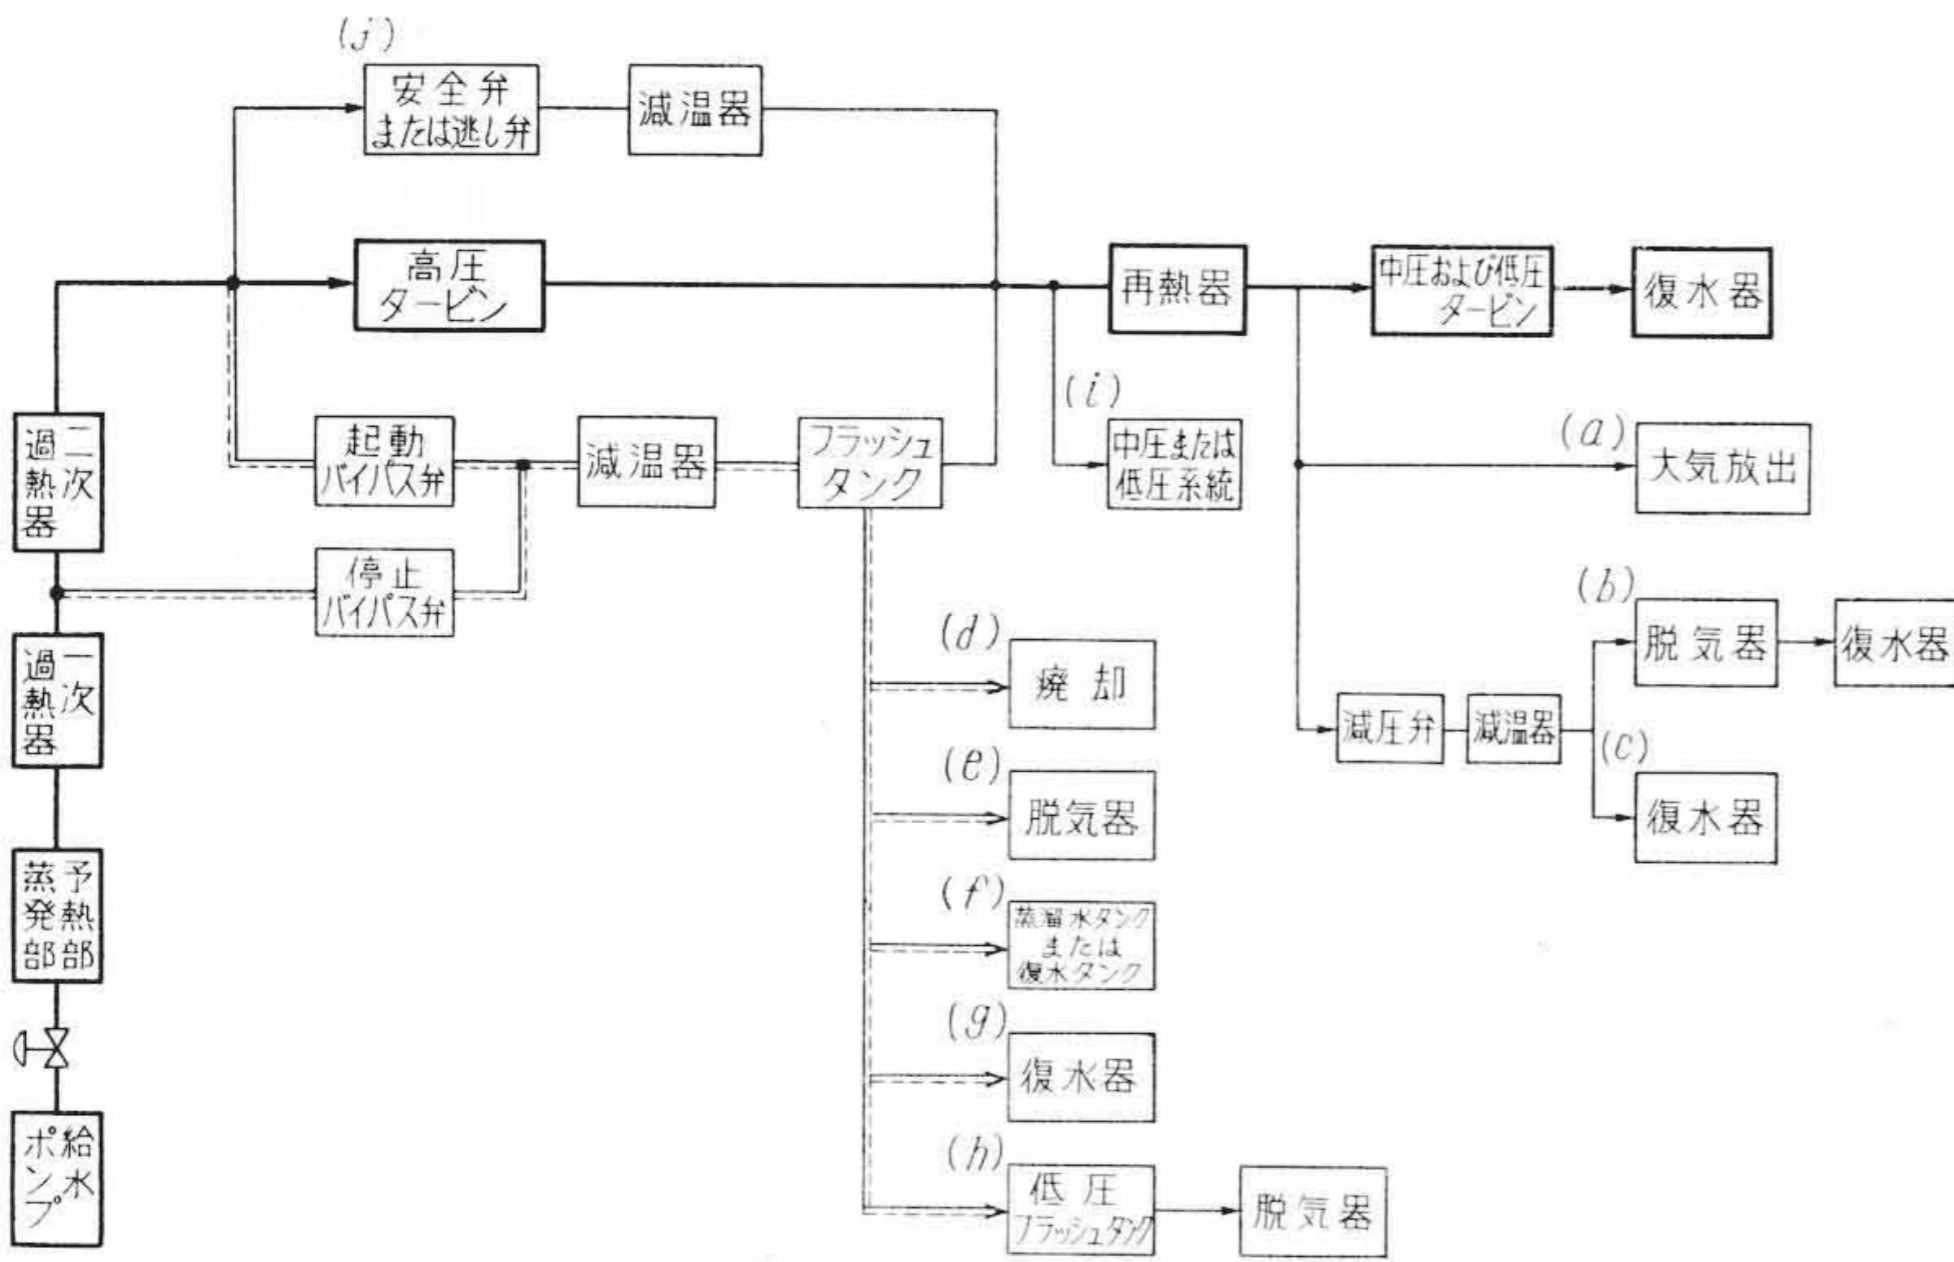 (j)
安全弁
または逃し弁
減温器
高圧
タービン
再熱器
中圧および低圧
タービン
復水器
(i)
中圧または
低圧系統
(a)
大気放出
二次
過熱器
起動
バイパス弁
減温器
フラッシュ
タンク
停止
バイパス弁
(b)
脱気器
復水器
一次
過熱器
(d)
廃却
減圧弁
減温器
(c)
復水器
(e)
脱気器
予熱部
蒸発部
(f)
蒸溜水タンク
または
復水タンク
(g)
復水器
給水
ポンプ
(h)
低圧
フラッシュタンク
脱気器